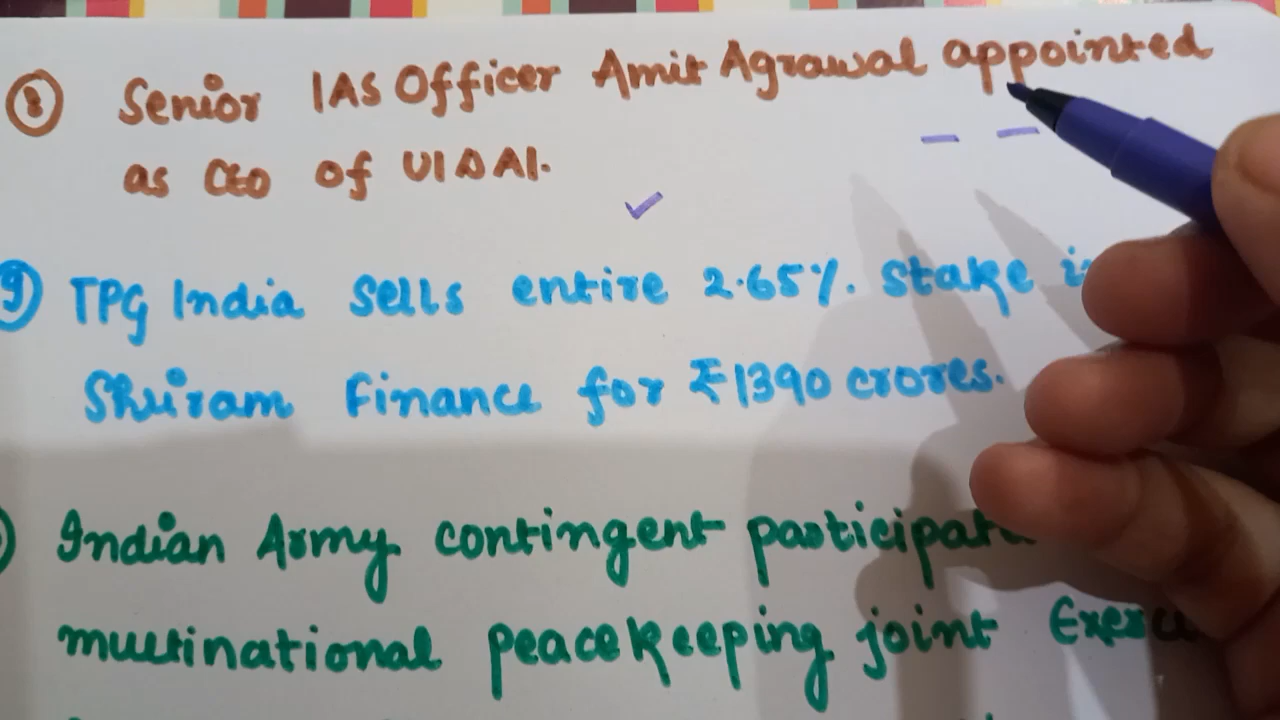 8 Senior IAS Officer Amit Agrawal appointed
as CEO of UIDAI.
9 TPG India sells entire 2.65%. stake
Shriram Finance for ₹1390 crores.
Indian Army contingent
multinational peacekeeping joint